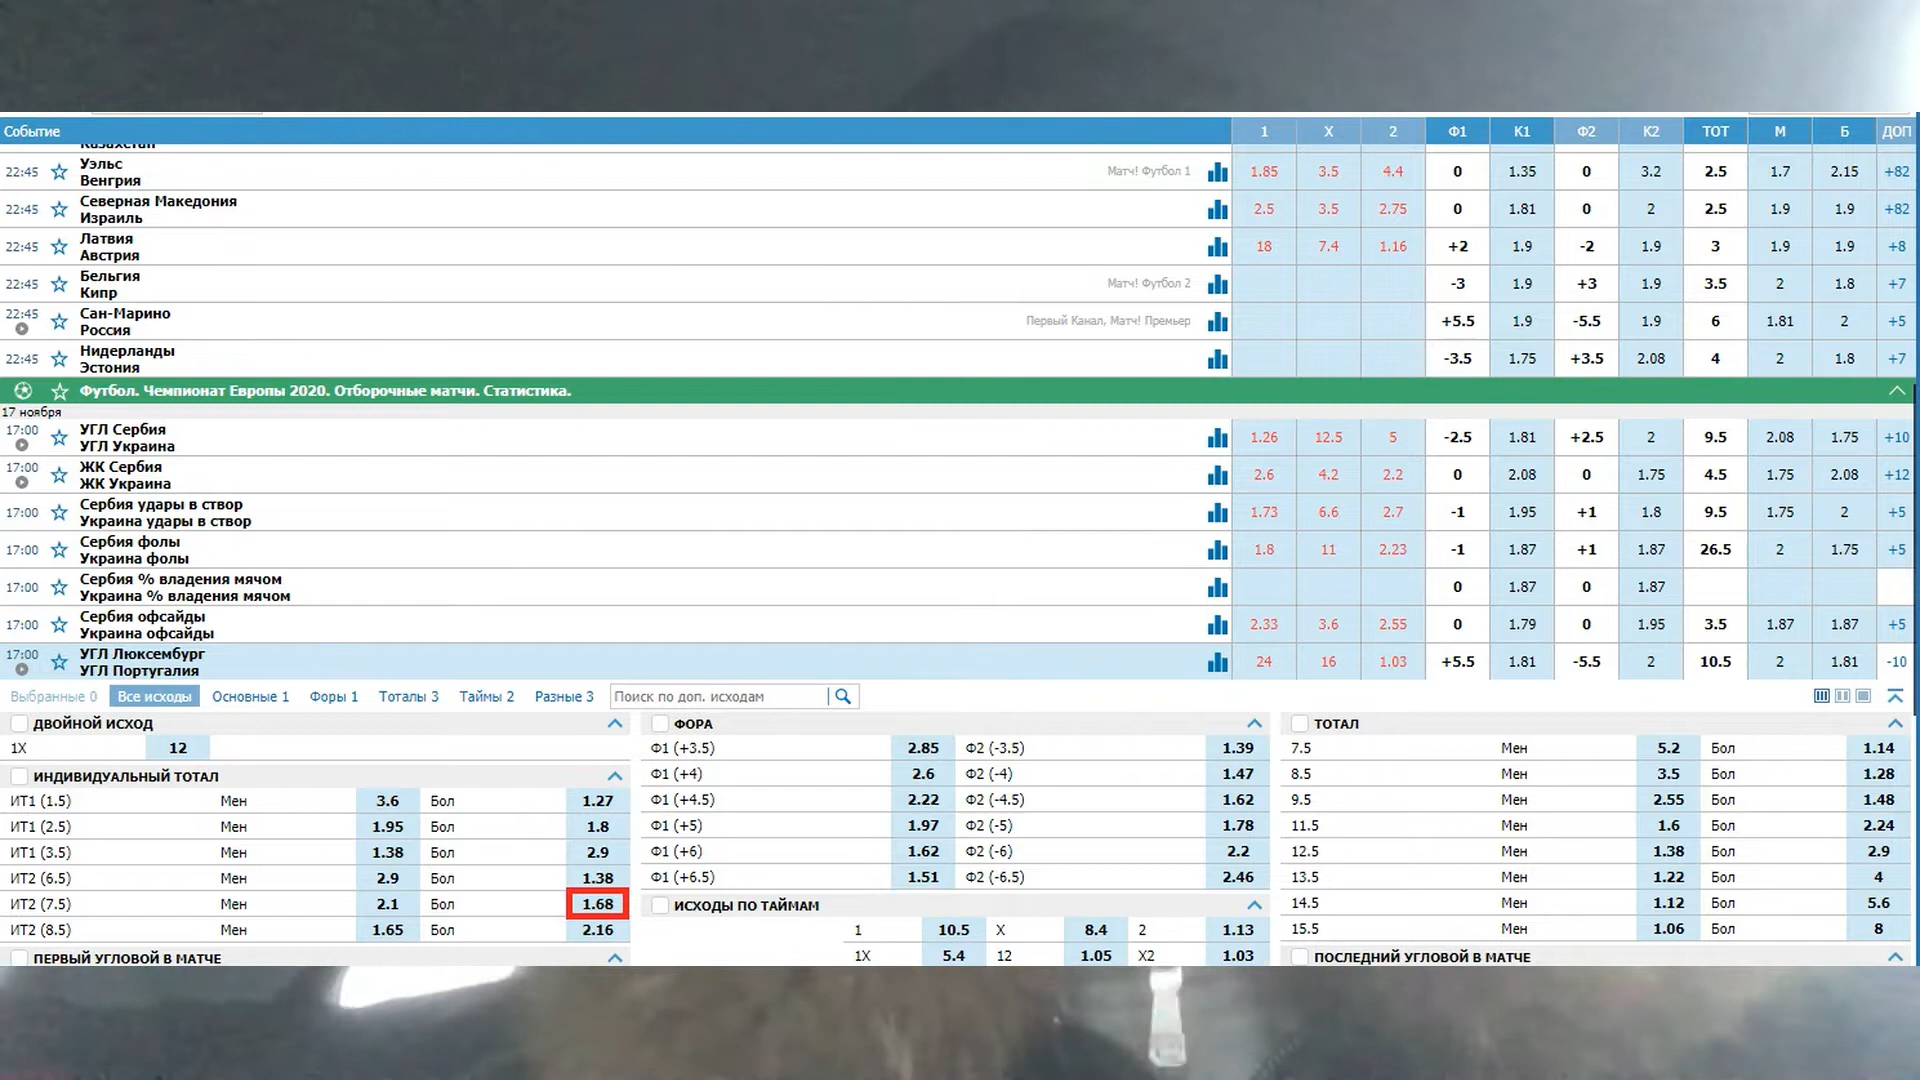 Событие 1 X 2 Ф1 К1 Ф2 К2 ТОТ М Б ДОП
Казахстан
22:45 Уэльс Матч! Футбол 1 1.85 3.5 4.4 0 1.35 0 3.2 2.5 1.7 2.15 +82
Венгрия
22:45 Северная Македония 2.5 3.5 2.75 0 1.81 0 2 2.5 1.9 1.9 +82
Израиль
22:45 Латвия 18 7.4 1.16 +2 1.9 -2 1.9 3 1.9 1.9 +8
Австрия
22:45 Бельгия Матч! Футбол 2 -3 1.9 +3 1.9 3.5 2 1.8 +7
Кипр
22:45 Сан-Марино Первый Канал, Матч! Премьер +5.5 1.9 -5.5 1.9 6 1.81 2 +5
Россия
22:45 Нидерланды -3.5 1.75 +3.5 2.08 4 2 1.8 +7
Эстония
Футбол. Чемпионат Европы 2020. Отборочные матчи. Статистика.
17 ноября
17:00 УГЛ Сербия 1.26 12.5 5 -2.5 1.81 +2.5 2 9.5 2.08 1.75 +10
УГЛ Украина
17:00 ЖК Сербия 2.6 4.2 2.2 0 2.08 0 1.75 4.5 1.75 2.08 +12
ЖК Украина
17:00 Сербия удары в створ 1.73 6.6 2.7 -1 1.95 +1 1.8 9.5 1.75 2 +5
Украина удары в створ
17:00 Сербия фолы 1.8 11 2.23 -1 1.87 +1 1.87 26.5 2 1.75 +5
Украина фолы
17:00 Сербия % владения мячом 0 1.87 0 1.87
Украина % владения мячом
17:00 Сербия офсайды 2.33 3.6 2.55 0 1.79 0 1.95 3.5 1.87 1.87 +5
Украина офсайды
17:00 УГЛ Люксембург 24 16 1.03 +5.5 1.81 -5.5 2 10.5 2 1.81 -10
УГЛ Португалия
Выбранные 0 Все исходы Основные 1 Форы 1 Тоталы 3 Таймы 2 Разные 3 Поиск по доп. исходам
ДВОЙНОЙ ИСХОД
1X 12
ИНДИВИДУАЛЬНЫЙ ТОТАЛ
ИТ1 (1.5) Мен 3.6 Бол 1.27
ИТ1 (2.5) Мен 1.95 Бол 1.8
ИТ1 (3.5) Мен 1.38 Бол 2.9
ИТ2 (6.5) Мен 2.9 Бол 1.38
ИТ2 (7.5) Мен 2.1 Бол 1.68
ИТ2 (8.5) Мен 1.65 Бол 2.16
ПЕРВЫЙ УГЛОВОЙ В МАТЧЕ
ФОРА
Ф1 (+3.5) 2.85 Ф2 (-3.5) 1.39
Ф1 (+4) 2.6 Ф2 (-4) 1.47
Ф1 (+4.5) 2.22 Ф2 (-4.5) 1.62
Ф1 (+5) 1.97 Ф2 (-5) 1.78
Ф1 (+6) 1.62 Ф2 (-6) 2.2
Ф1 (+6.5) 1.51 Ф2 (-6.5) 2.46
ИСХОДЫ ПО ТАЙМАМ
1 10.5 X 8.4 2 1.13
1X 5.4 12 1.05 X2 1.03
ТОТАЛ
7.5 Мен 5.2 Бол 1.14
8.5 Мен 3.5 Бол 1.28
9.5 Мен 2.55 Бол 1.48
11.5 Мен 1.6 Бол 2.24
12.5 Мен 1.38 Бол 2.9
13.5 Мен 1.22 Бол 4
14.5 Мен 1.12 Бол 5.6
15.5 Мен 1.06 Бол 8
ПОСЛЕДНИЙ УГЛОВОЙ В МАТЧЕ